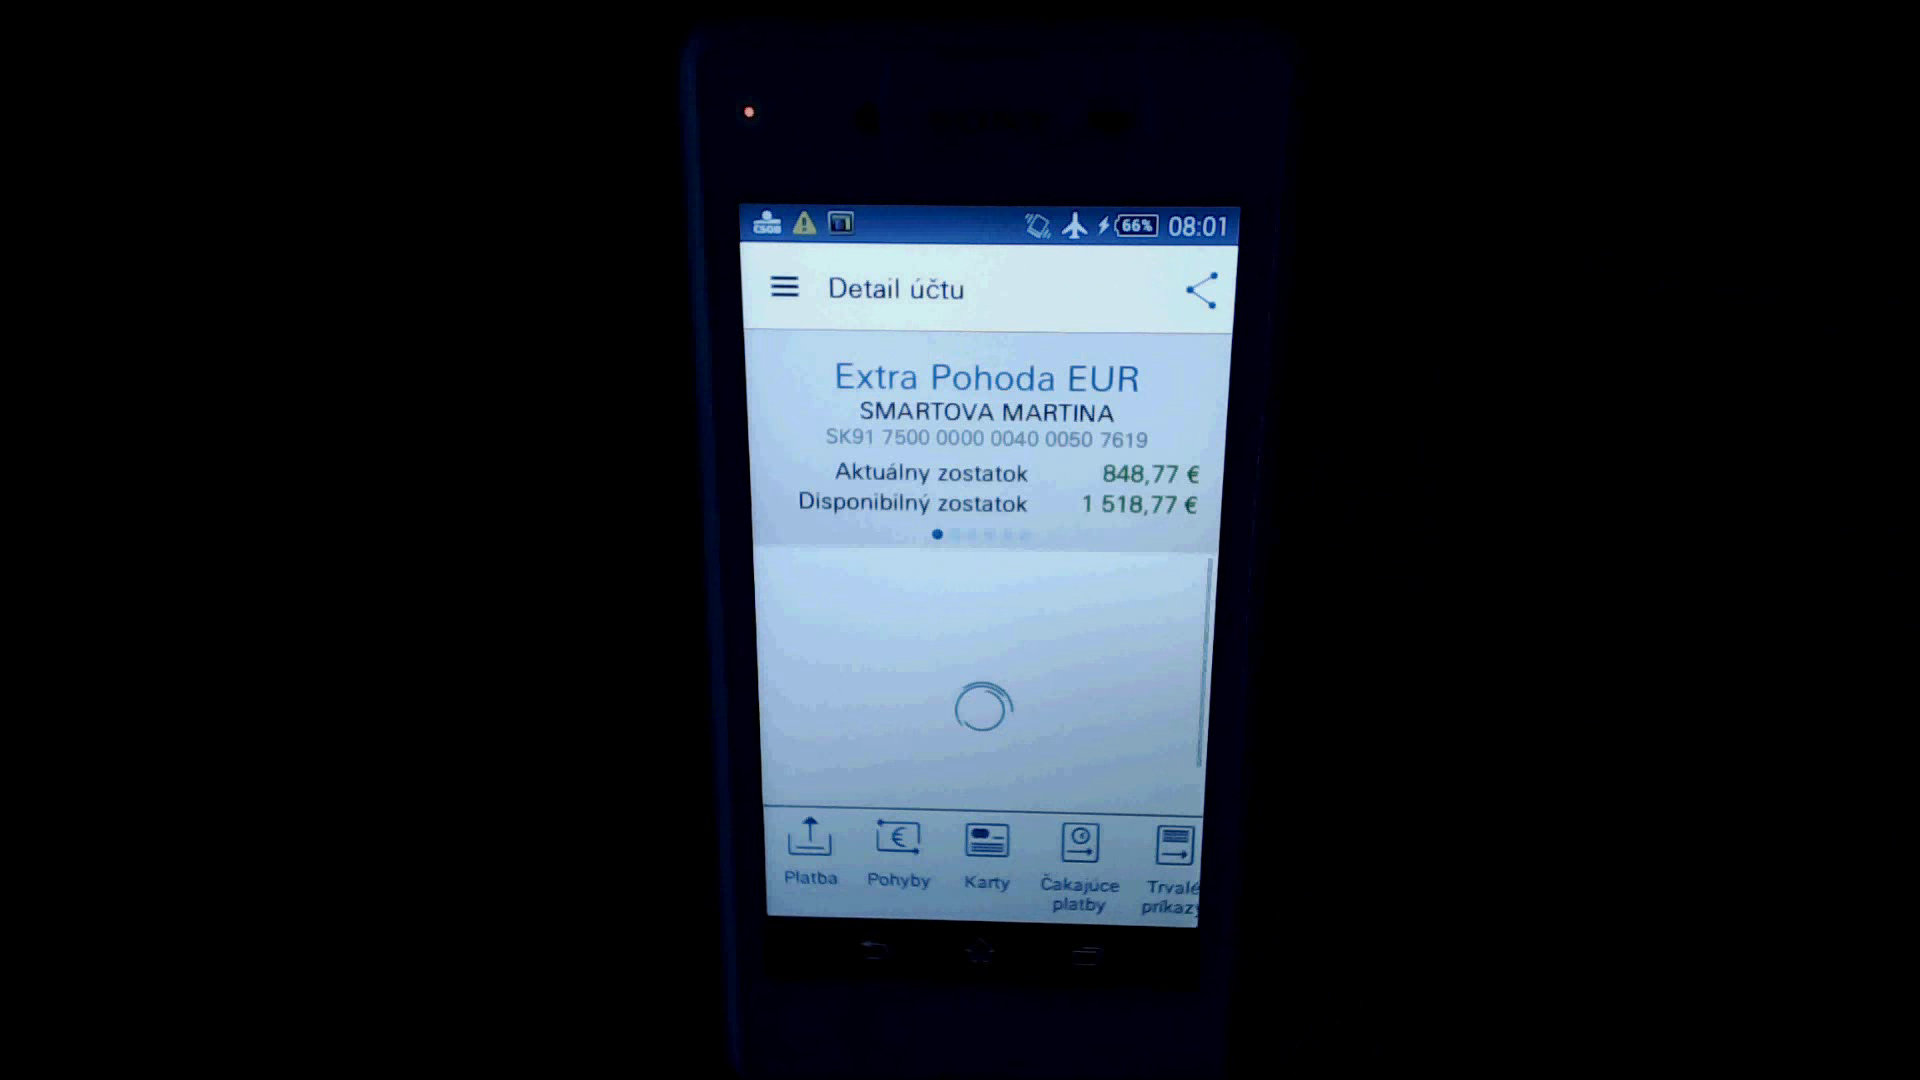 ČSOB 66% 08:01
Detail účtu
Extra Pohoda EUR
SMARTOVA MARTINA
SK91 7500 0000 0040 0050 7619
Aktuálny zostatok 848,77 €
Disponibilný zostatok 1 518,77 €
Platba Pohyby Karty Čakajúce platby Trvalé príkazy